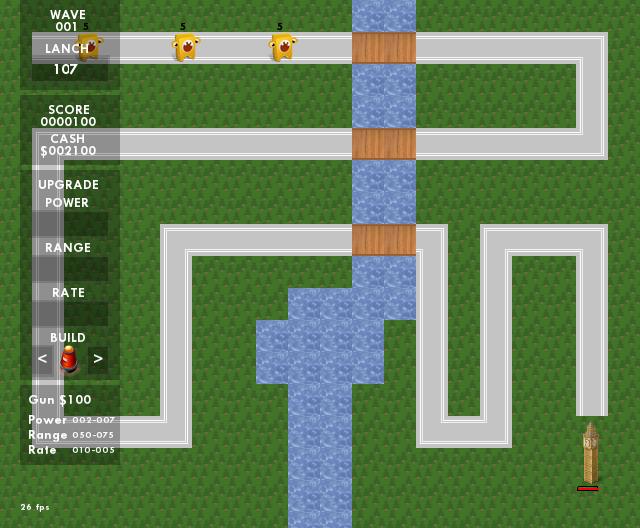 WAVE
001
5 5 5
LANCH
107
SCORE
0000100
CASH
$002100
UPGRADE
POWER
RANGE
RATE
BUILD
< >
Gun $100
Power 002-007
Range 050-075
Rate 010-005
26 fps